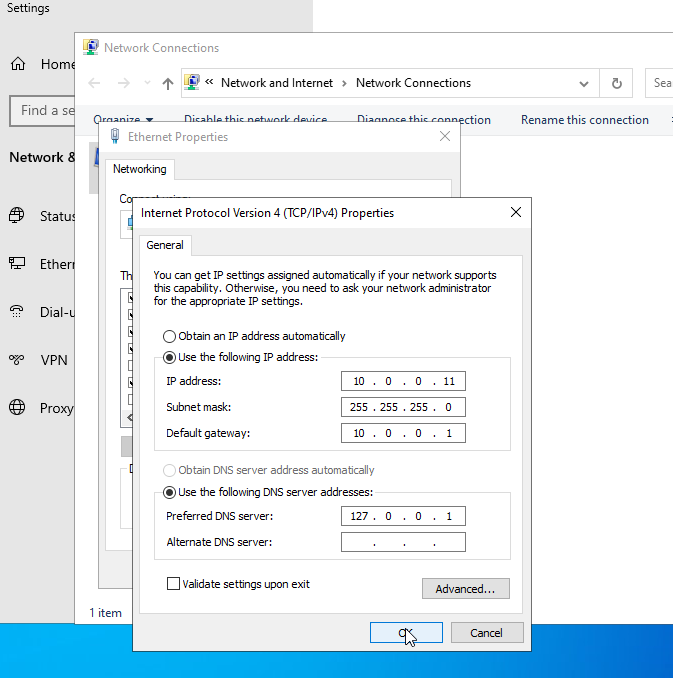 Settings
Network Connections
Home
« Network and Internet › Network Connections
Sea
Find a se
Organize Disable this network device Diagnose this connection Rename this connection
Ethernet Properties
Network &
Networking
Connect using:
Internet Protocol Version 4 (TCP/IPv4) Properties
Status
General
Th
You can get IP settings assigned automatically if your network supports
this capability. Otherwise, you need to ask your network administrator
for the appropriate IP settings.
Ether
Dial-u
VPN
Proxy
Obtain an IP address automatically
Use the following IP address:
IP address: 10 . 0 . 0 . 11
Subnet mask: 255 . 255 . 255 . 0
Default gateway: 10 . 0 . 0 . 1
Obtain DNS server address automatically
Use the following DNS server addresses:
Preferred DNS server: 127 . 0 . 0 . 1
Alternate DNS server: . . .
Validate settings upon exit
Advanced...
1 item
OK Cancel